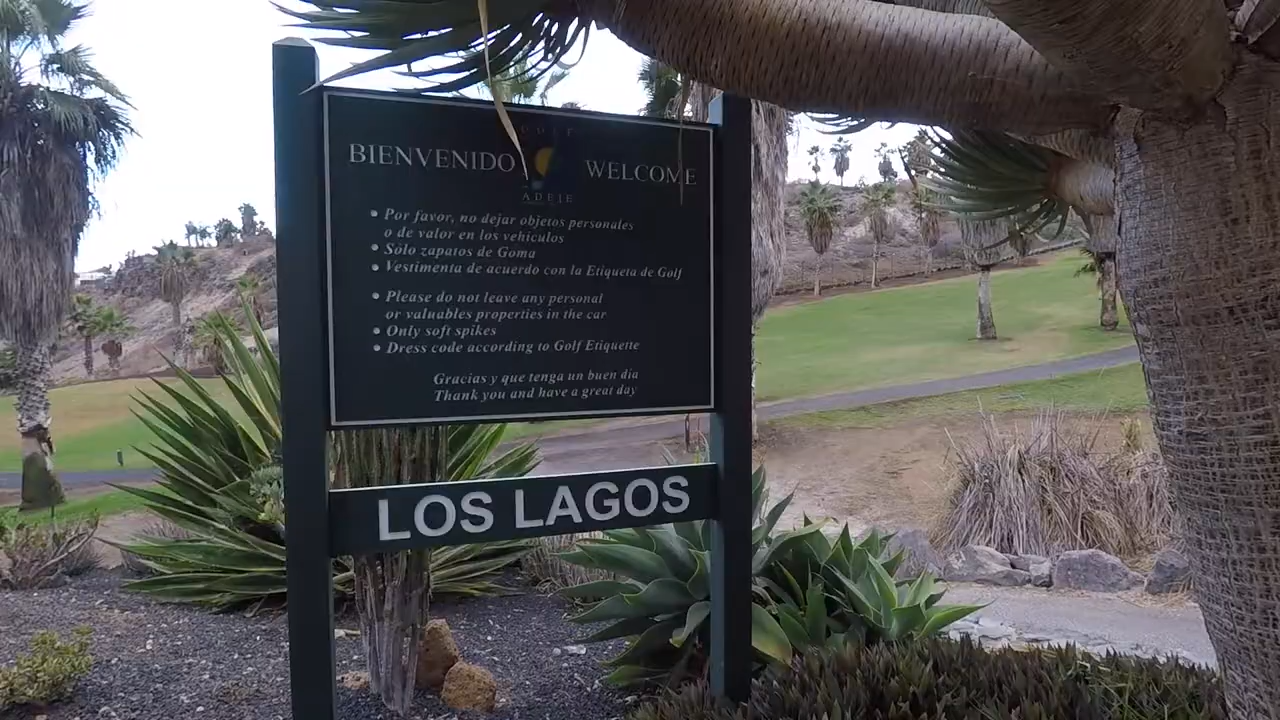 GOLF
BIENVENIDO WELCOME
ADEJE
• Por favor, no dejar objetos personales
o de valor en los vehiculos
• Sólo zapatos de Goma
• Vestimenta de acuerdo con la Etiqueta de Golf
• Please do not leave any personal
or valuables properties in the car
• Only soft spikes
• Dress code according to Golf Etiquette
Gracias y que tenga un buen dia
Thank you and have a great day
LOS LAGOS